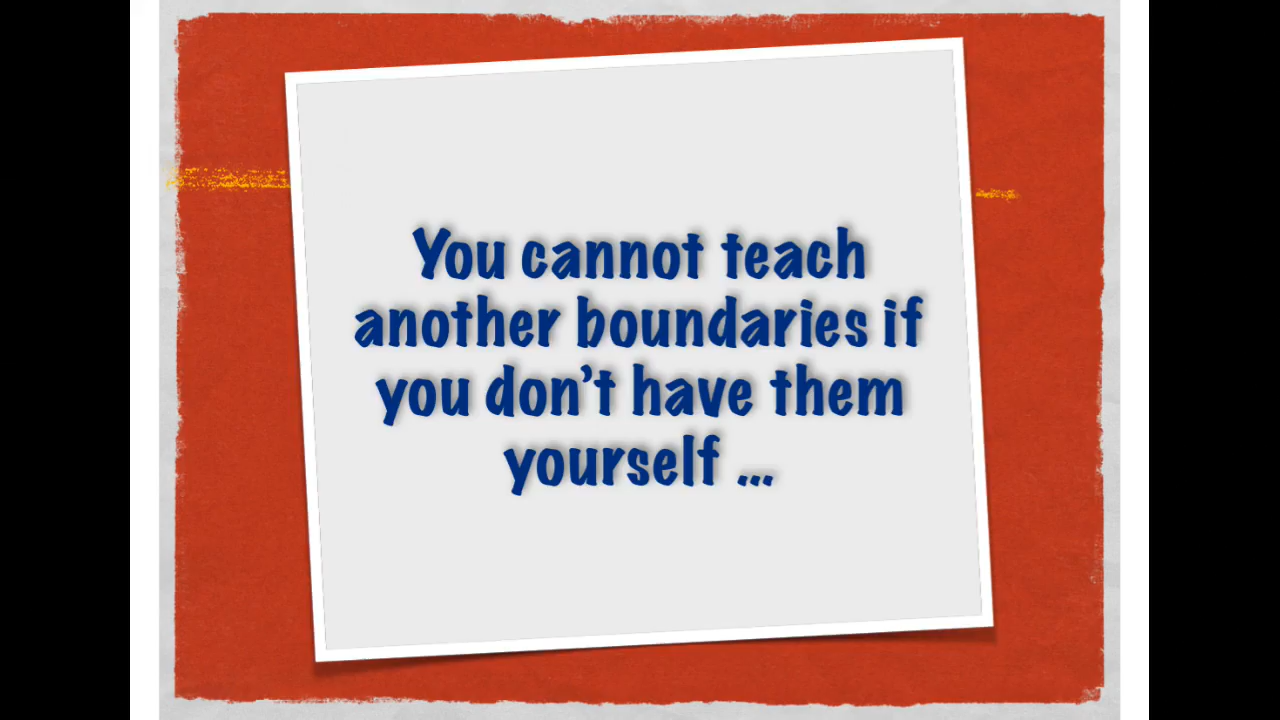 You cannot teach
another boundaries if
you don't have them
yourself ...